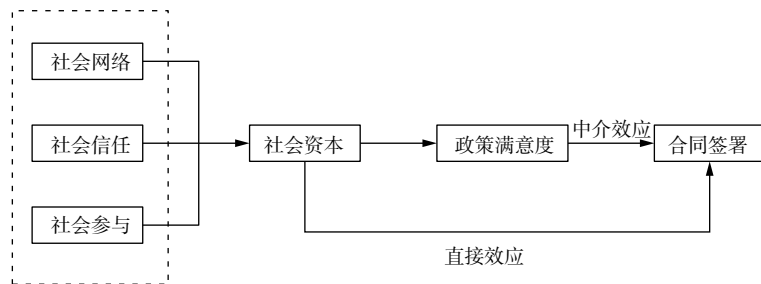 社会网络
社会信任
社会参与
社会资本
政策满意度
中介效应
合同签署
直接效应